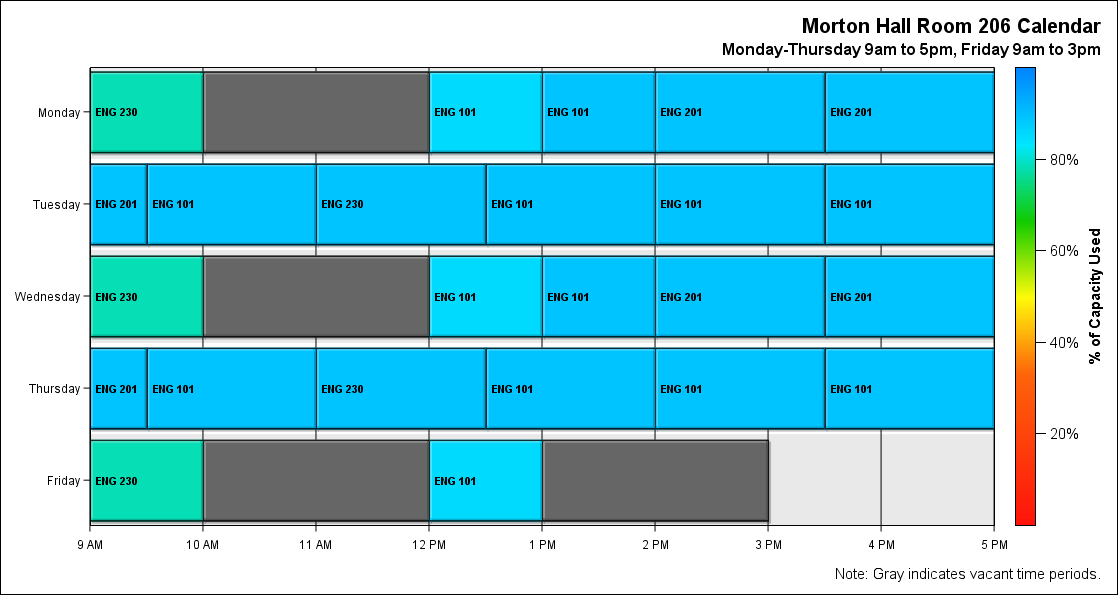 Morton Hall Room 206 Calendar
Monday-Thursday 9am to 5pm, Friday 9am to 3pm
Monday
ENG 230
ENG 101
ENG 101
ENG 201
ENG 201
Tuesday
ENG 201
ENG 101
ENG 230
ENG 101
ENG 101
ENG 101
Wednesday
ENG 230
ENG 101
ENG 101
ENG 201
ENG 201
Thursday
ENG 201
ENG 101
ENG 230
ENG 101
ENG 101
ENG 101
Friday
ENG 230
ENG 101
9 AM
10 AM
11 AM
12 PM
1 PM
2 PM
3 PM
4 PM
5 PM
80%
60%
40%
20%
% of Capacity Used
Note: Gray indicates vacant time periods.